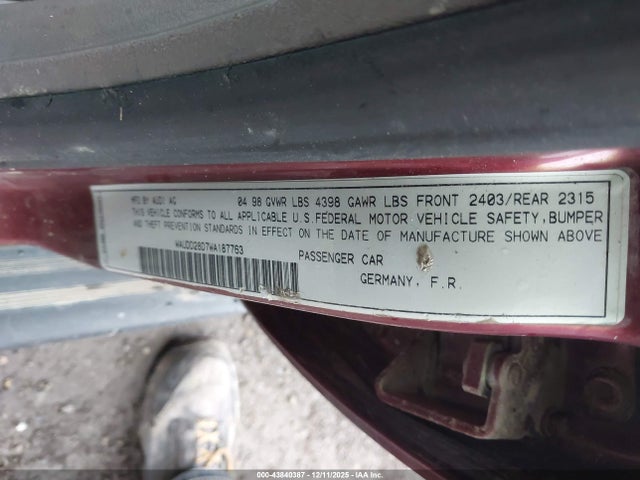 MFD BY AUDI AG 04 98 GVWR LBS 4398 GAWR LBS FRONT 2403/REAR 2315
THIS VEHICLE CONFORMS TO ALL APPLICABLE U.S.FEDERAL MOTOR VEHICLE SAFETY, BUMPER
AND THEFT PREVENTION STANDARDS IN EFFECT ON THE DATE OF MANUFACTURE SHOWN ABOVE
WAUDD28D7WA187763 PASSENGER CAR
GERMANY, F.R.
000-43840387 - 12/11/2025 - IAAI.COM